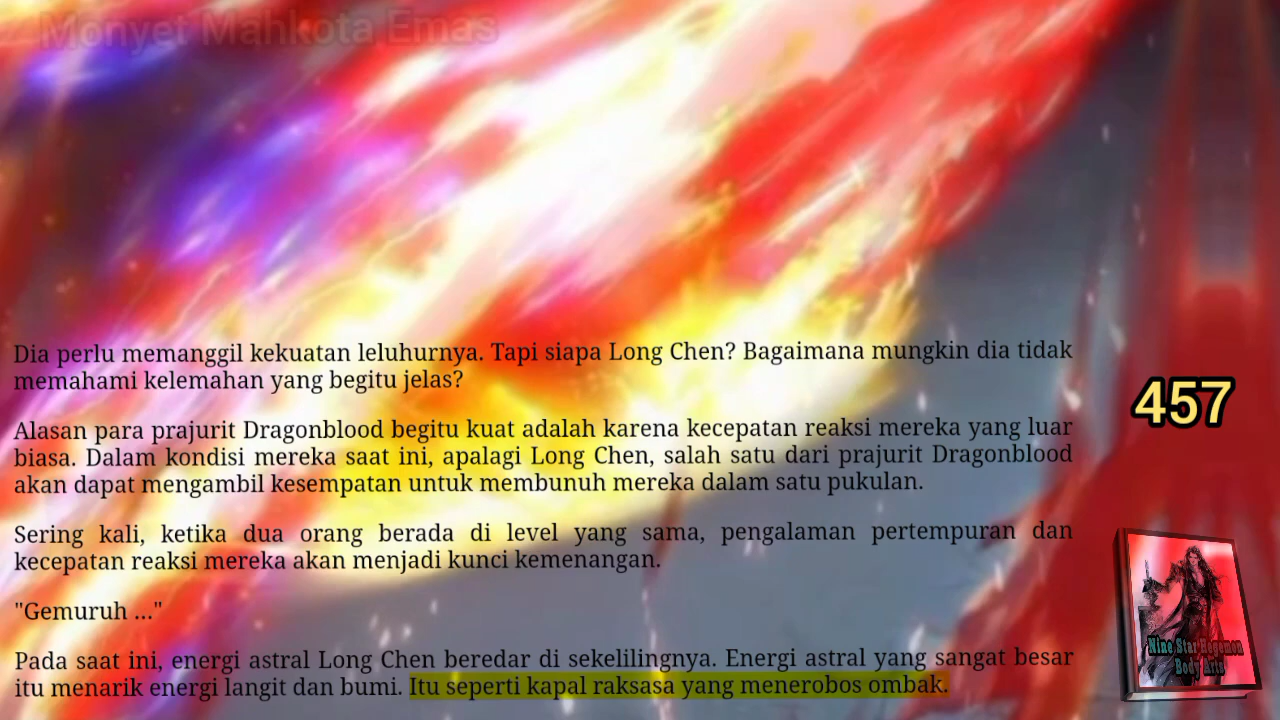 Monyet Mahkota Emas
Dia perlu memanggil kekuatan leluhurnya. Tapi siapa Long Chen? Bagaimana mungkin dia tidak
memahami kelemahan yang begitu jelas?
Alasan para prajurit Dragonblood begitu kuat adalah karena kecepatan reaksi mereka yang luar
biasa. Dalam kondisi mereka saat ini, apalagi Long Chen, salah satu dari prajurit Dragonblood
akan dapat mengambil kesempatan untuk membunuh mereka dalam satu pukulan.
Sering kali, ketika dua orang berada di level yang sama, pengalaman pertempuran dan
kecepatan reaksi mereka akan menjadi kunci kemenangan.
"Gemuruh ..."
Pada saat ini, energi astral Long Chen beredar di sekelilingnya. Energi astral yang sangat besar
itu menarik energi langit dan bumi. Itu seperti kapal raksasa yang menerobos ombak.
457
Nine Star Hegemon
Body Arts